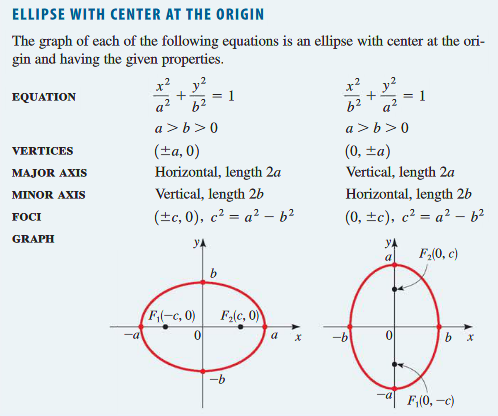 ELLIPSE WITH CENTER AT THE ORIGIN
The graph of each of the following equations is an ellipse with center at the ori-
gin and having the given properties.
EQUATION x²/a² + y²/b² = 1 x²/b² + y²/a² = 1
a > b > 0 a > b > 0
VERTICES (±a, 0) (0, ±a)
MAJOR AXIS Horizontal, length 2a Vertical, length 2a
MINOR AXIS Vertical, length 2b Horizontal, length 2b
FOCI (±c, 0), c² = a² − b² (0, ±c), c² = a² − b²
GRAPH
y
b
F₁(−c, 0) F₂(c, 0)
−a 0 a x
−b
y
a F₂(0, c)
−b 0 b x
−a F₁(0, −c)